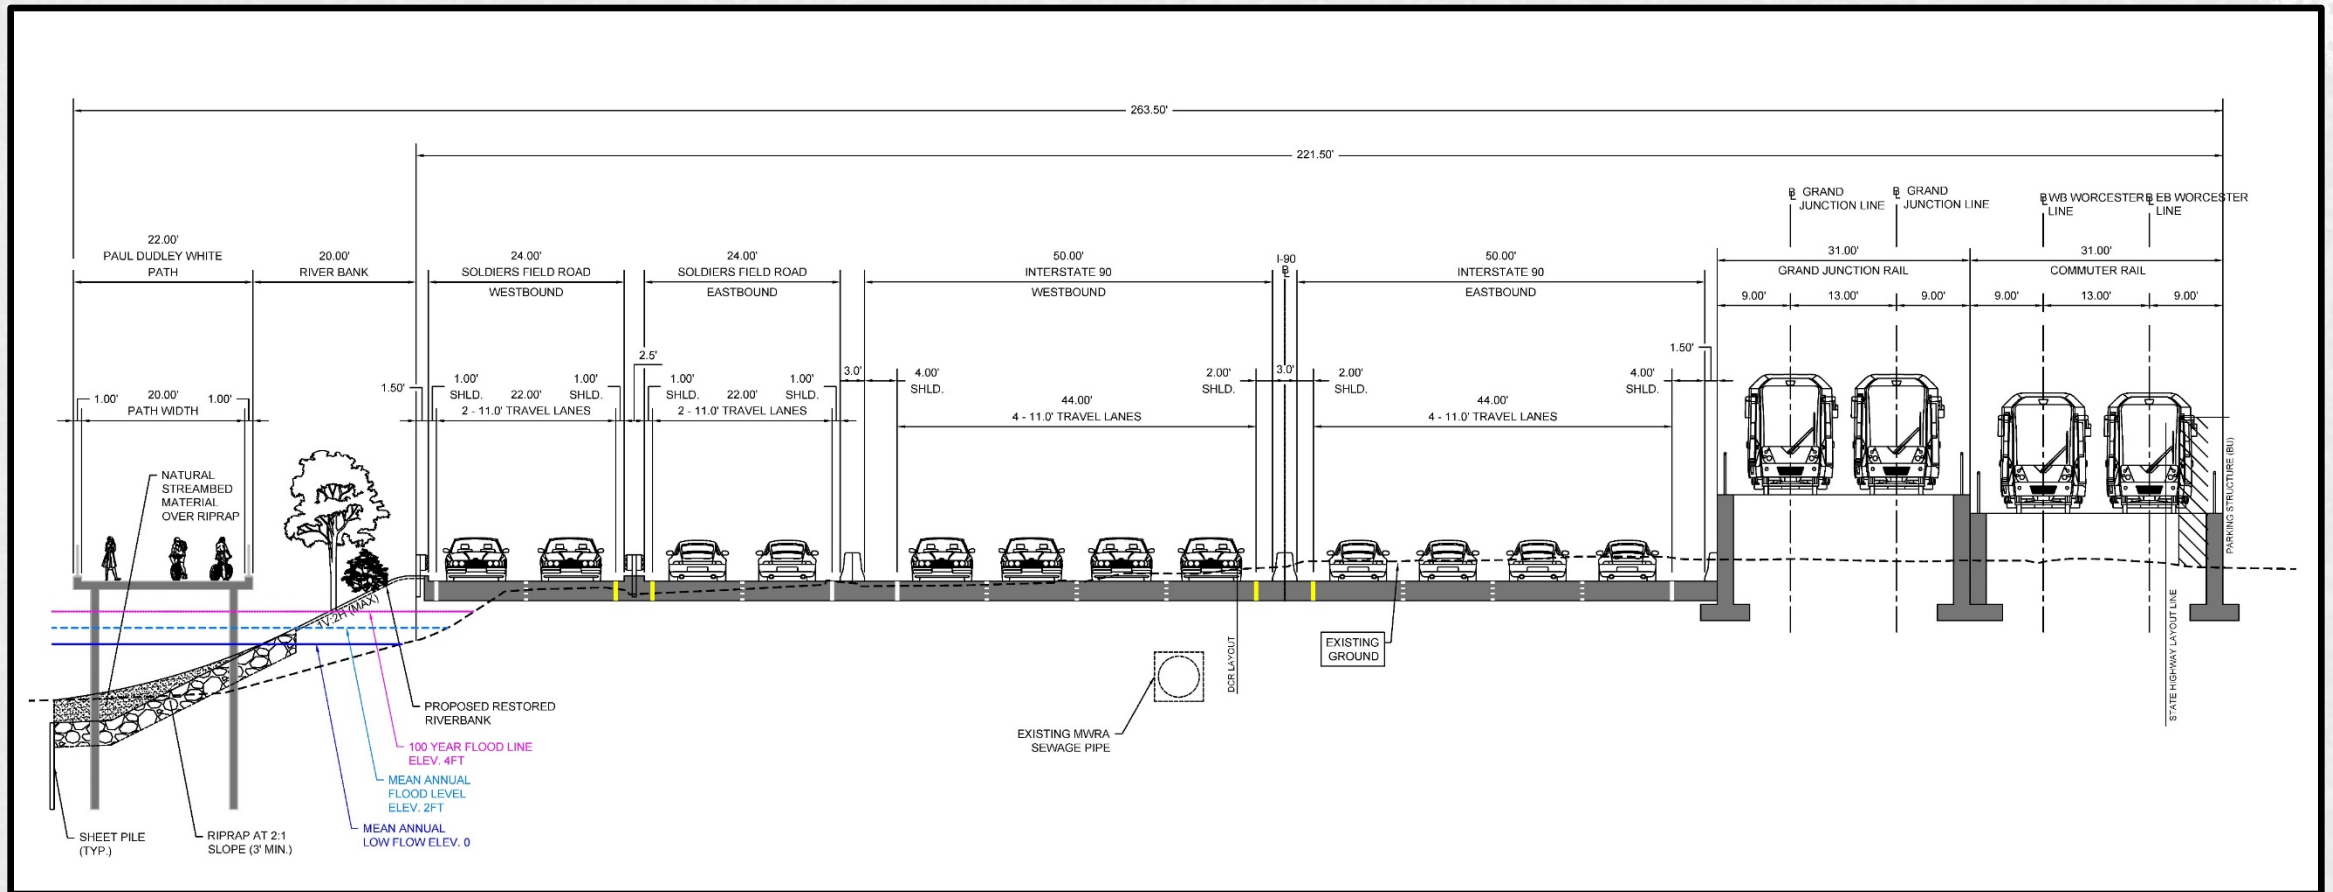 263.50'
221.50'
22.00'
PAUL DUDLEY WHITE
PATH
20.00'
RIVER BANK
24.00'
SOLDIERS FIELD ROAD
WESTBOUND
24.00'
SOLDIERS FIELD ROAD
EASTBOUND
50.00'
INTERSTATE 90
WESTBOUND
I-90
BL
50.00'
INTERSTATE 90
EASTBOUND
BL GRAND
JUNCTION LINE
BL GRAND
JUNCTION LINE
BL WB WORCESTER
LINE
BL EB WORCESTER
LINE
31.00'
GRAND JUNCTION RAIL
31.00'
COMMUTER RAIL
9.00'
13.00'
9.00'
9.00'
13.00'
9.00'
1.00'
20.00'
PATH WIDTH
1.00'
1.50'
1.00'
SHLD.
22.00'
2 - 11.0' TRAVEL LANES
1.00'
SHLD.
2.5'
1.00'
SHLD.
22.00'
2 - 11.0' TRAVEL LANES
1.00'
SHLD.
3.0'
4.00'
SHLD.
44.00'
4 - 11.0' TRAVEL LANES
2.00'
SHLD.
3.0'
2.00'
SHLD.
44.00'
4 - 11.0' TRAVEL LANES
4.00'
SHLD.
1.50'
NATURAL
STREAMBED
MATERIAL
OVER RIPRAP
1V:2H (MAX)
PROPOSED RESTORED
RIVERBANK
100 YEAR FLOOD LINE
ELEV. 4FT
MEAN ANNUAL
FLOOD LEVEL
ELEV. 2FT
MEAN ANNUAL
LOW FLOW ELEV. 0
SHEET PILE
(TYP.)
RIPRAP AT 2:1
SLOPE (3' MIN.)
EXISTING MWRA
SEWAGE PIPE
DCR LAYOUT
EXISTING
GROUND
STATE HIGHWAY LAYOUT LINE
PARKING STRUCTURE (BU)